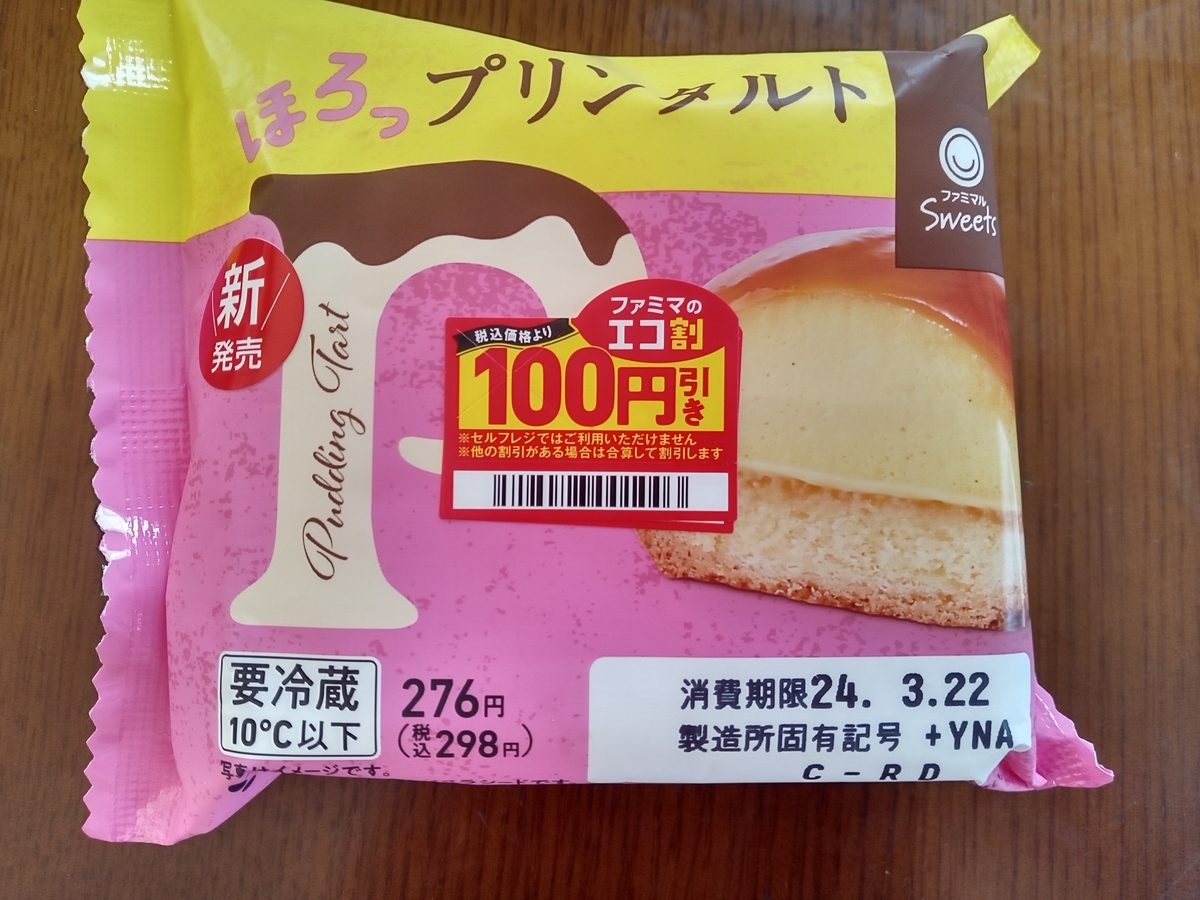 ほろっプリンタルト
ファミマル
Sweets
新
発売
Pudding Tart
ファミマの
エコ割
税込価格より
100円引き
※セルフレジではご利用いただけません
※他の割引がある場合は合算して割引します
要冷蔵
10℃以下
276円
(税込298円)
消費期限24. 3.22
製造所固有記号 +YNA
C-RD
写真はイメージです。